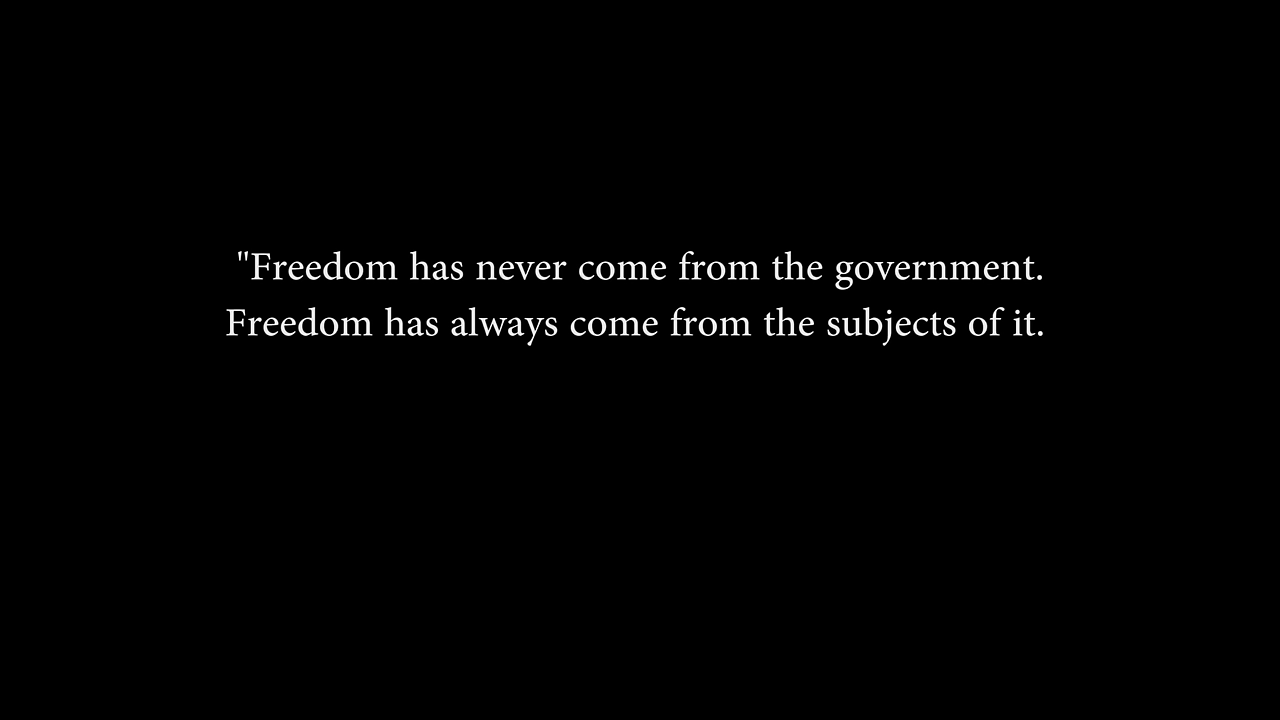 "Freedom has never come from the government.
Freedom has always come from the subjects of it.